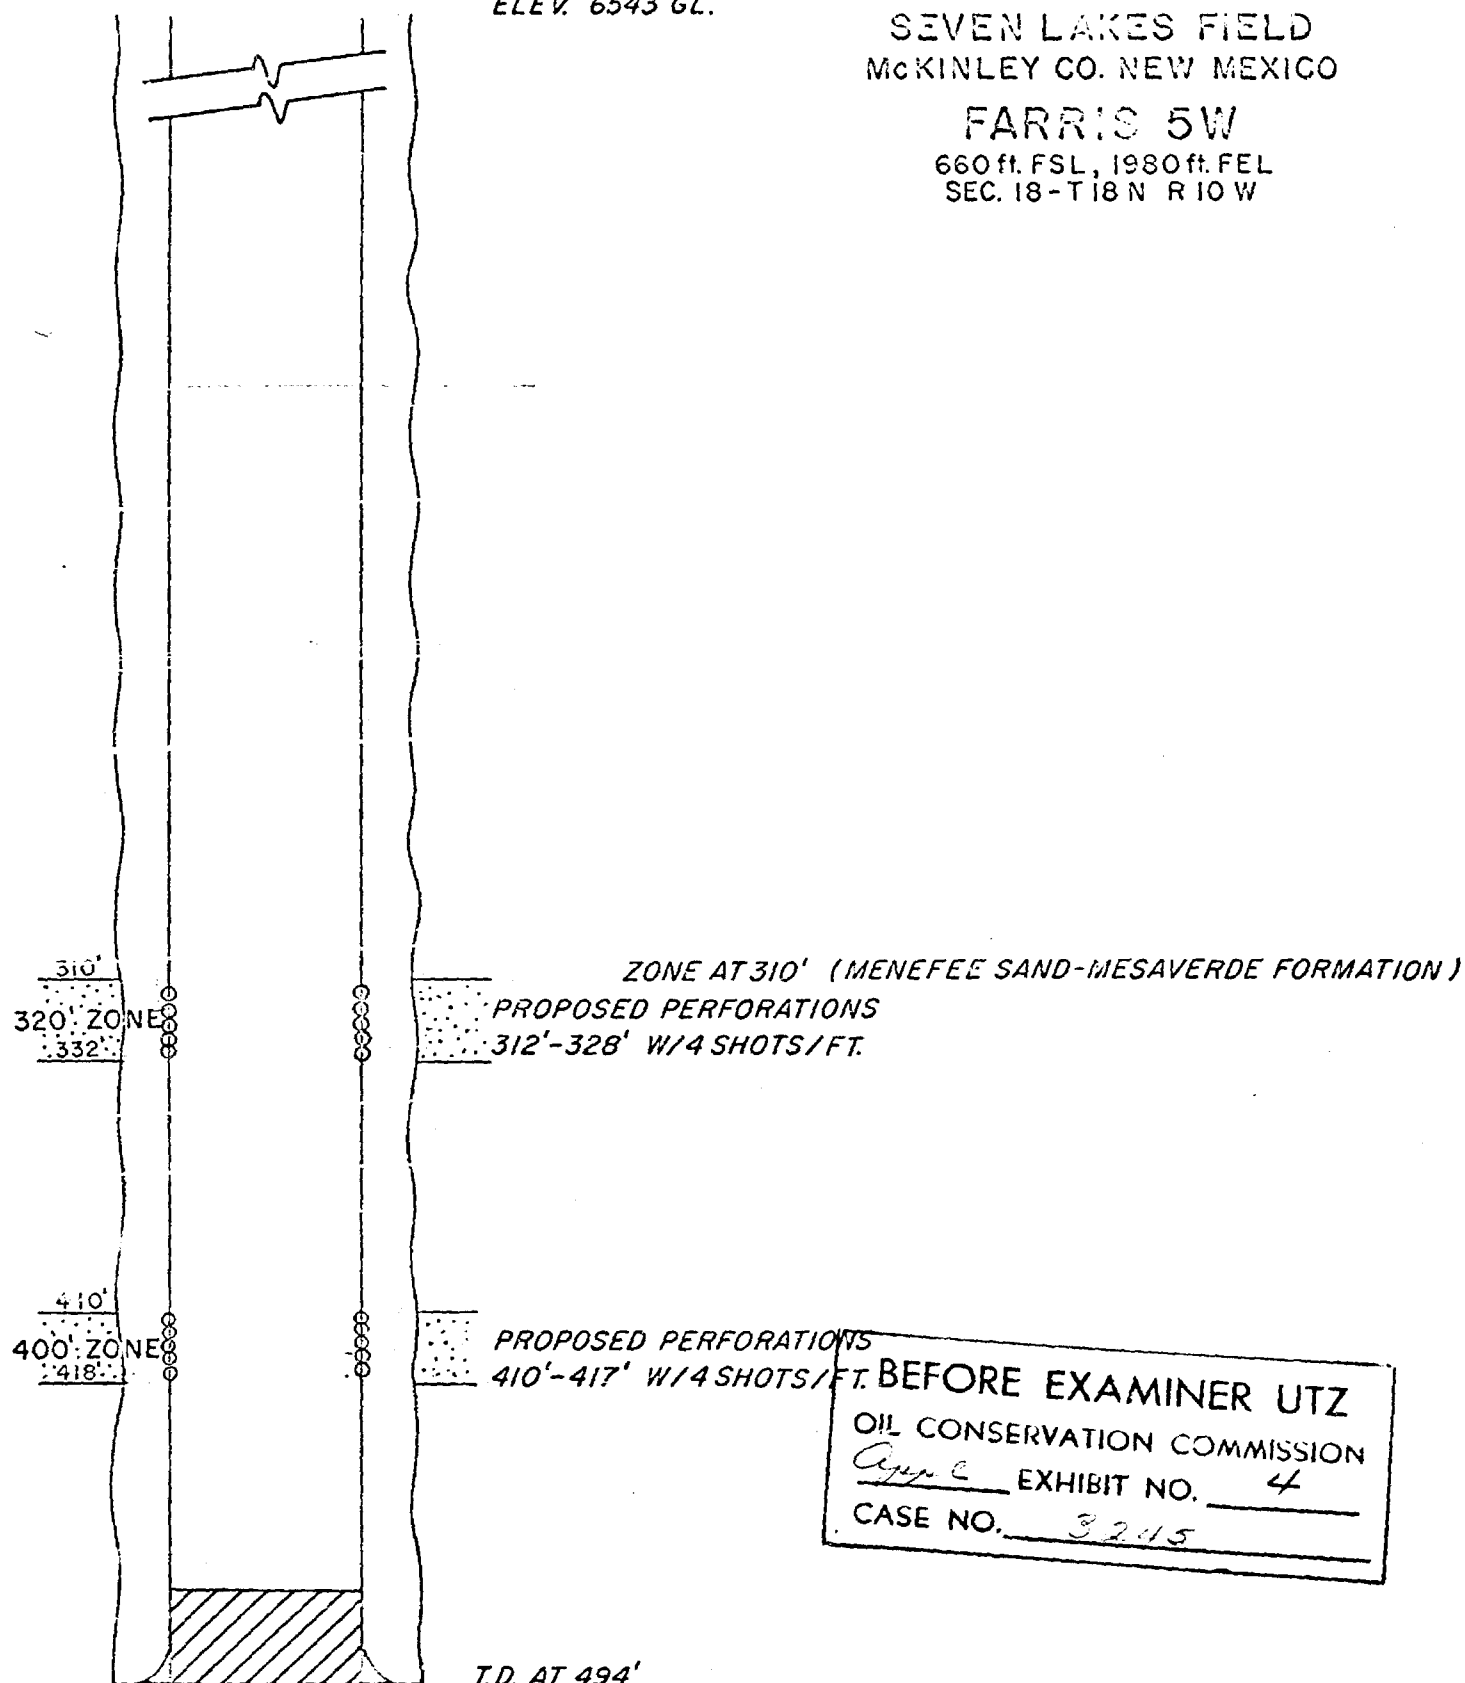 ELEV. 6543 GL.
SEVEN LAKES FIELD
McKINLEY CO. NEW MEXICO
FARRIS 5W
660 ft. FSL, 1980 ft. FEL
SEC. 18-T18N R10W
310'
320' ZONE
332'
ZONE AT 310' (MENEFEE SAND-MESAVERDE FORMATION)
PROPOSED PERFORATIONS
312'-328' W/4 SHOTS/FT.
410'
400' ZONE
418'
PROPOSED PERFORATIONS
410'-417' W/4 SHOTS/FT.
BEFORE EXAMINER UTZ
OIL CONSERVATION COMMISSION
EXHIBIT NO. 4
CASE NO. 3245
T.D. AT 494'